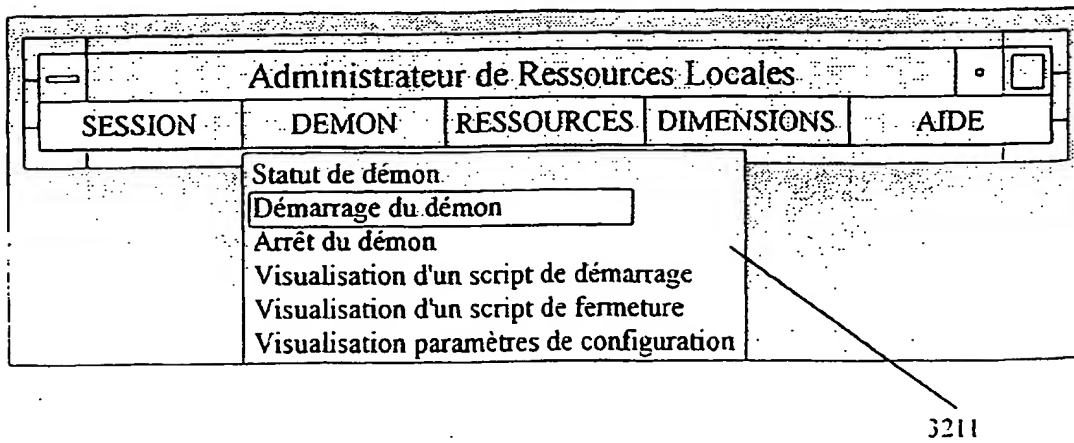 Administrateur de Ressources Locales
SESSION DEMON RESSOURCES DIMENSIONS AIDE
Statut de démon
Démarrage du démon
Arrêt du démon
Visualisation d'un script de démarrage
Visualisation d'un script de fermeture
Visualisation paramètres de configuration
3211